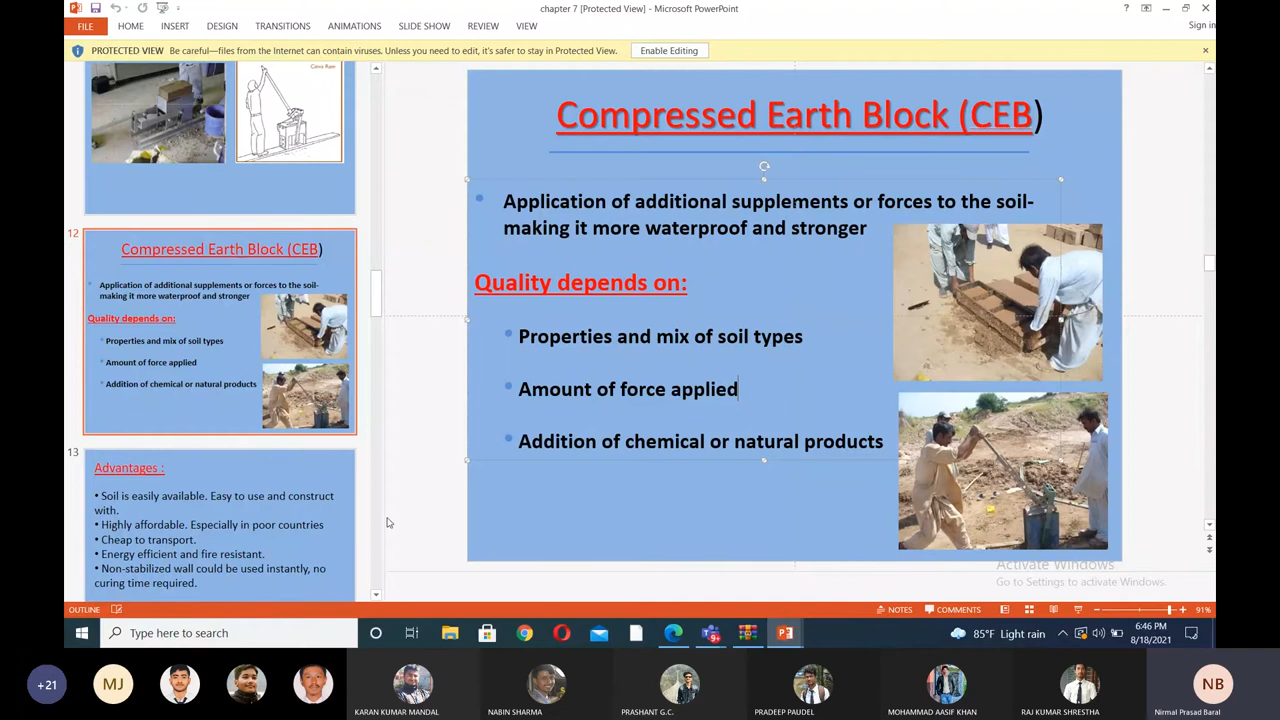 chapter 7 [Protected View] - Microsoft PowerPoint
FILE HOME INSERT DESIGN TRANSITIONS ANIMATIONS SLIDE SHOW REVIEW VIEW
Sign in
PROTECTED VIEW Be careful—files from the Internet can contain viruses. Unless you need to edit, it's safer to stay in Protected View. Enable Editing
Cinva Ram
12
Compressed Earth Block (CEB)
Application of additional supplements or forces to the soil-
making it more waterproof and stronger
Quality depends on:
Properties and mix of soil types
Amount of force applied
Addition of chemical or natural products
13
Advantages :
• Soil is easily available. Easy to use and construct
with.
• Highly affordable. Especially in poor countries
• Cheap to transport.
• Energy efficient and fire resistant.
• Non-stabilized wall could be used instantly, no
curing time required.
Compressed Earth Block (CEB)
• Application of additional supplements or forces to the soil-
making it more waterproof and stronger
Quality depends on:
• Properties and mix of soil types
• Amount of force applied
• Addition of chemical or natural products
Activate Windows
Go to Settings to activate Windows.
OUTLINE
NOTES COMMENTS 91%
Type here to search
9+
85°F Light rain
6:46 PM
8/18/2021
+21
MJ
KARAN KUMAR MANDAL
NABIN SHARMA
PRASHANT G.C.
PRADEEP PAUDEL
MOHAMMAD AASIF KHAN
RAJ KUMAR SHRESTHA
NB
Nirmal Prasad Baral